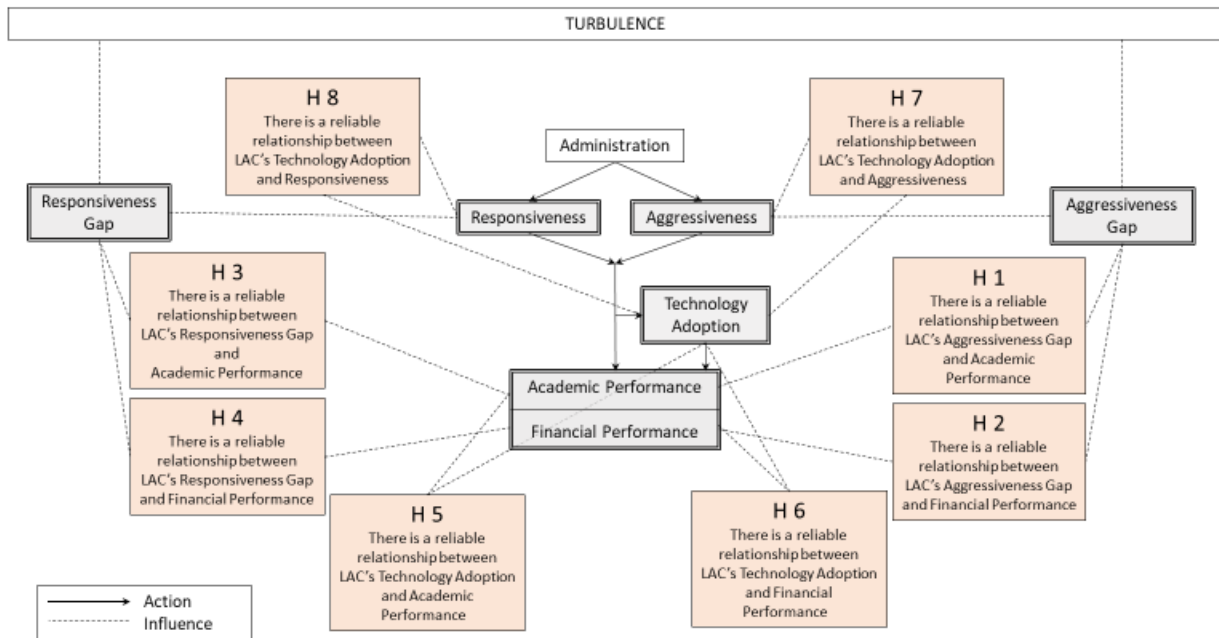 TURBULENCE
H 8
There is a reliable
relationship between
LAC's Technology Adoption
and Responsiveness
H 7
There is a reliable
relationship between
LAC's Technology Adoption
and Aggressiveness
Administration
Responsiveness
Gap
Responsiveness
Aggressiveness
Aggressiveness
Gap
H 3
There is a reliable
relationship between
LAC's Responsiveness Gap
and
Academic Performance
Technology
Adoption
H 1
There is a reliable
relationship between
LAC's Aggressiveness Gap
and Academic
Performance
Academic Performance
Financial Performance
H 4
There is a reliable
relationship between
LAC's Responsiveness Gap
and Financial Performance
H 2
There is a reliable
relationship between
LAC's Aggressiveness Gap
and Financial Performance
H 5
There is a reliable
relationship between
LAC's Technology Adoption
and Academic
Performance
H 6
There is a reliable
relationship between
LAC's Technology Adoption
and Financial
Performance
Action
Influence